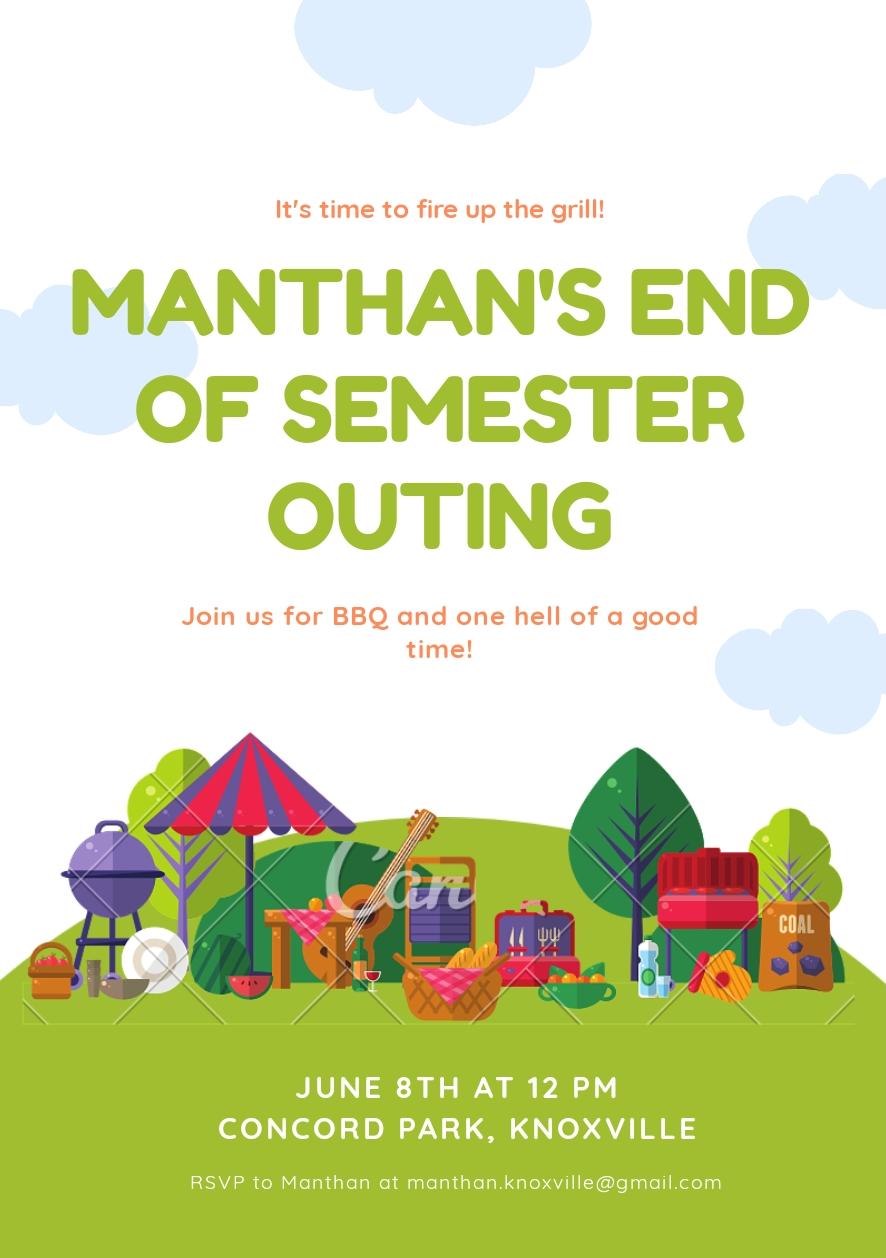 It's time to fire up the grill!
MANTHAN'S END
OF SEMESTER
OUTING
Join us for BBQ and one hell of a good
time!
Can
COAL
JUNE 8TH AT 12 PM
CONCORD PARK, KNOXVILLE
RSVP to Manthan at manthan.knoxville@gmail.com